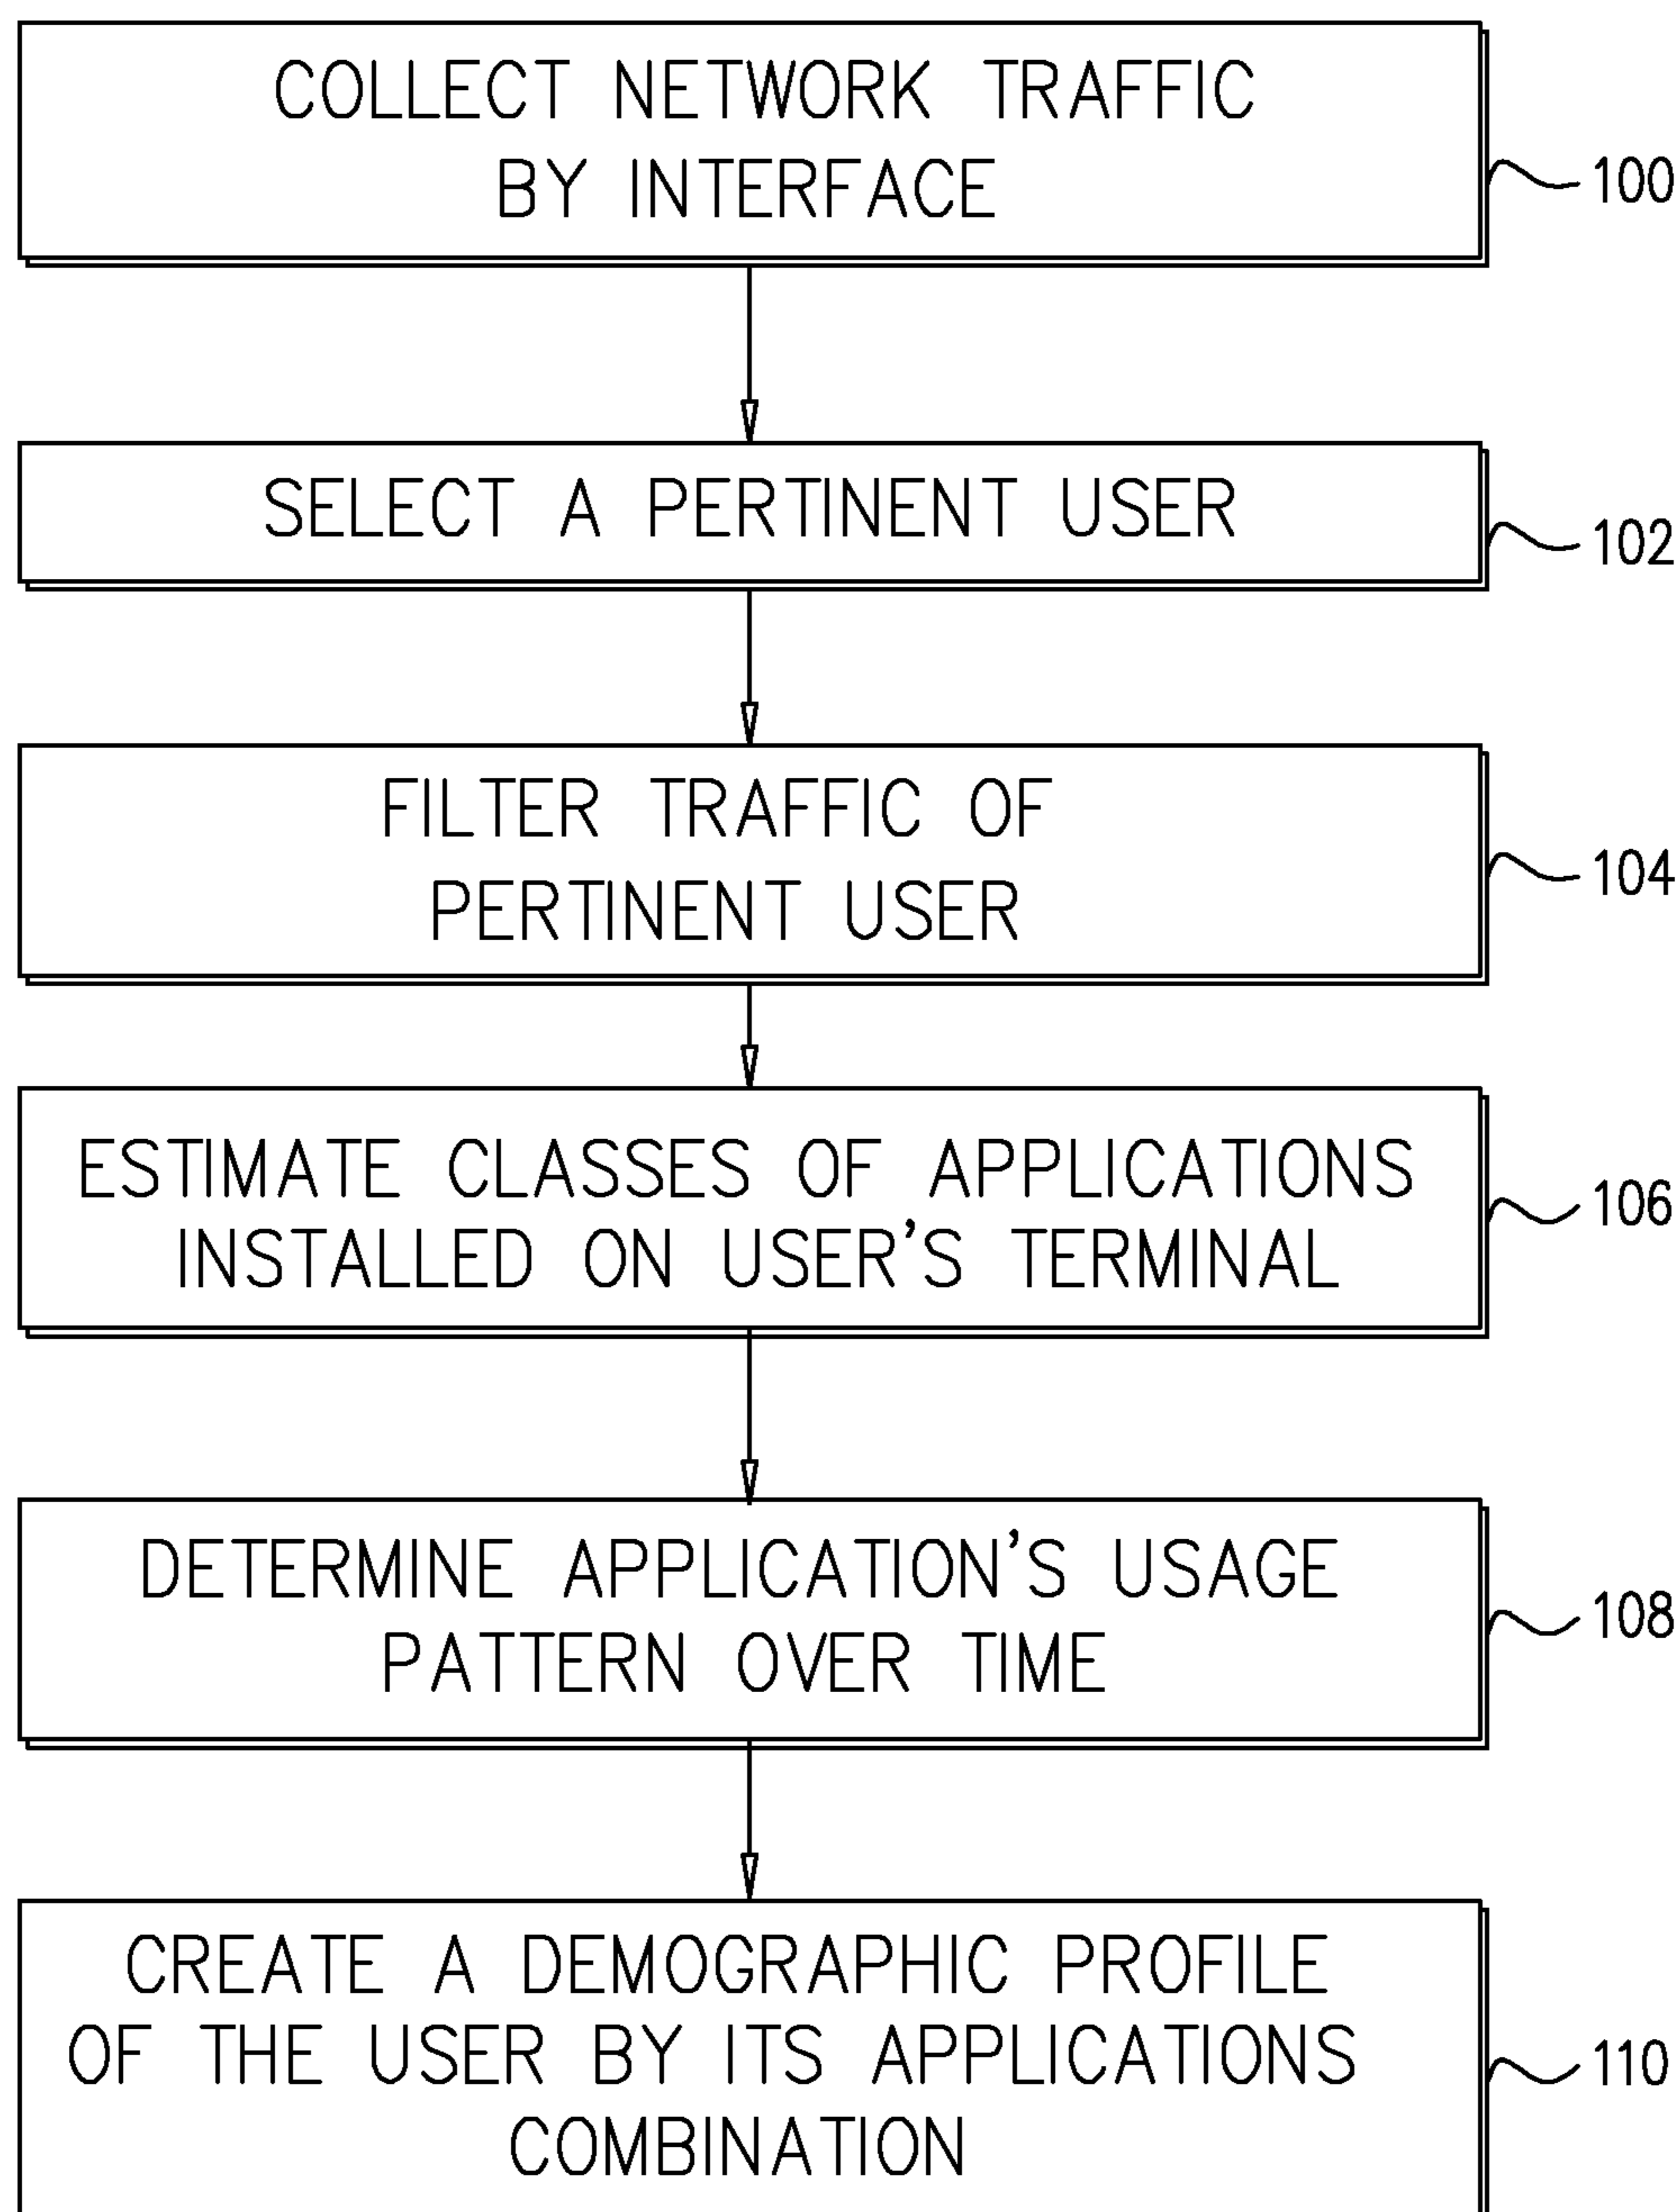 COLLECT NETWORK TRAFFIC
BY INTERFACE
100
SELECT A PERTINENT USER
102
FILTER TRAFFIC OF
PERTINENT USER
104
ESTIMATE CLASSES OF APPLICATIONS
INSTALLED ON USER'S TERMINAL
106
DETERMINE APPLICATION'S USAGE
PATTERN OVER TIME
108
CREATE A DEMOGRAPHIC PROFILE
OF THE USER BY ITS APPLICATIONS
COMBINATION
110